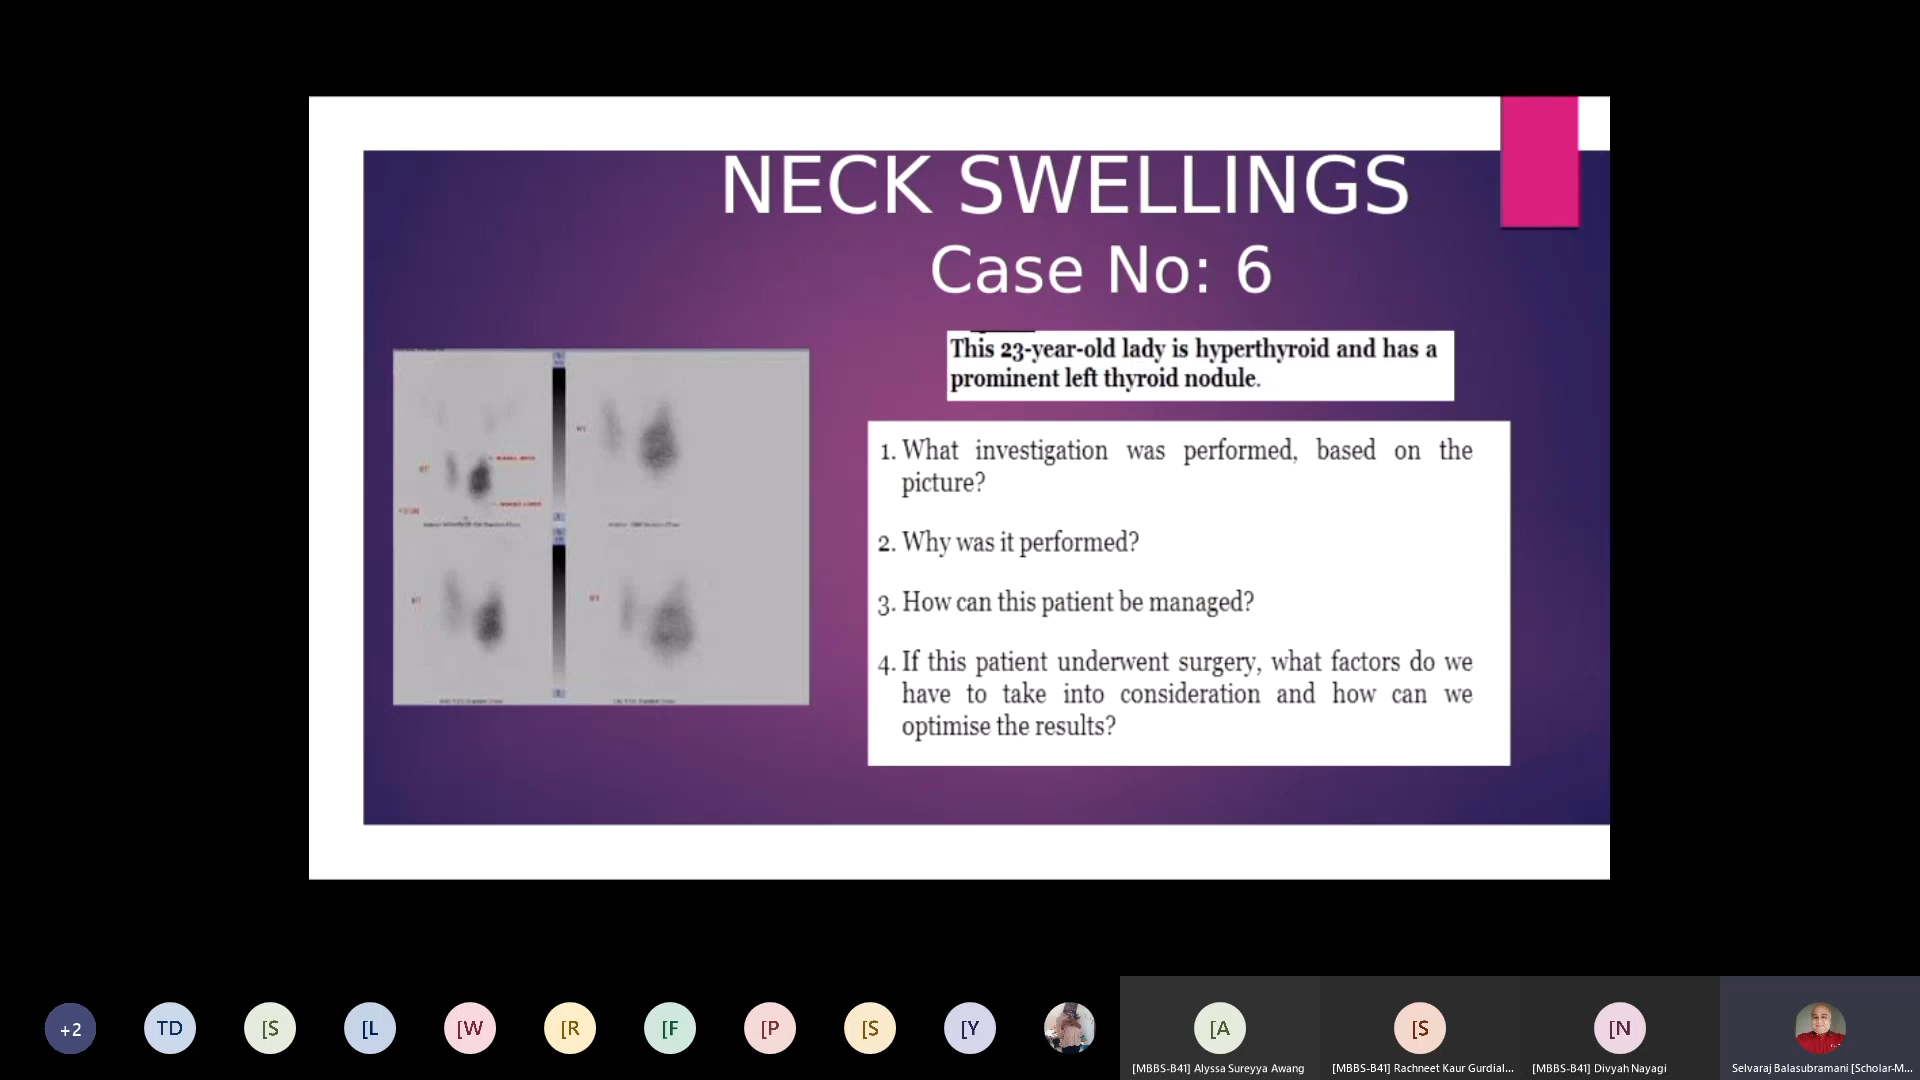 NECK SWELLINGS
Case No: 6
This 23-year-old lady is hyperthyroid and has a
prominent left thyroid nodule.
1. What investigation was performed, based on the
picture?
2. Why was it performed?
3. How can this patient be managed?
4. If this patient underwent surgery, what factors do we
have to take into consideration and how can we
optimise the results?
+2
TD
[S
[L
[W
[R
[F
[P
[S
[Y
[A
[S
[N
[MBBS-B41] Alyssa Sureyya Awang
[MBBS-B41] Rachneet Kaur Gurdial...
[MBBS-B41] Divyah Nayagi
Selvaraj Balasubramani [Scholar-M...